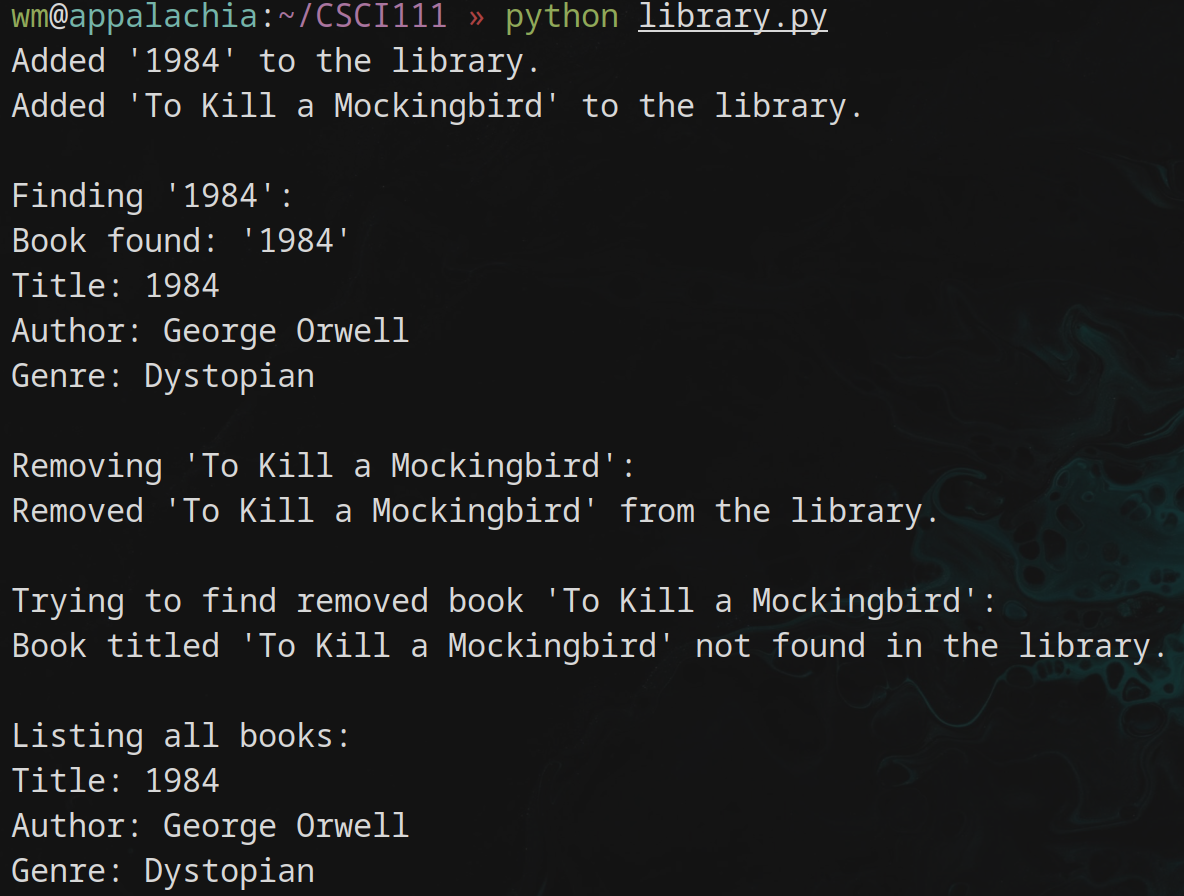 wm@appalachia:~/CSCI111 » python library.py
Added '1984' to the library.
Added 'To Kill a Mockingbird' to the library.
Finding '1984':
Book found: '1984'
Title: 1984
Author: George Orwell
Genre: Dystopian
Removing 'To Kill a Mockingbird':
Removed 'To Kill a Mockingbird' from the library.
Trying to find removed book 'To Kill a Mockingbird':
Book titled 'To Kill a Mockingbird' not found in the library.
Listing all books:
Title: 1984
Author: George Orwell
Genre: Dystopian